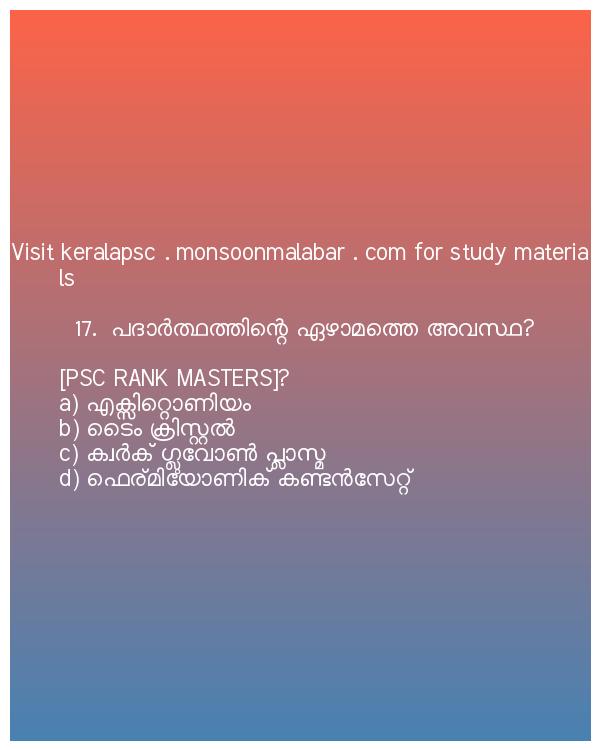 Visit keralapsc . monsoonmalabar . com for study materia
ls
17. പദാർത്ഥത്തിന്റെ ഏഴാമത്തെ അവസ്ഥ?
[PSC RANK MASTERS]?
a) എക്സിറ്റൊണിയം
b) ടൈം ക്രിസ്റ്റൽ
c) ക്വർക് ഗ്ലുവോൺ പ്ലാസ്മ
d) ഫെര്മിയോണിക് കണ്ടൻസേറ്റ്